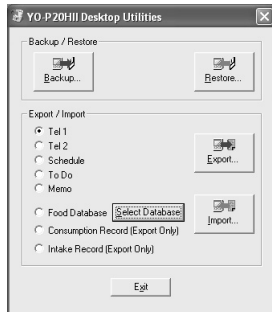 YO-P20HII Desktop Utilities
Backup / Restore
Backup... Restore...
Export / Import
Tel 1
Tel 2
Schedule
To Do
Memo
Export...
Food Database Select Database
Import...
Consumption Record (Export Only)
Intake Record (Export Only)
Exit